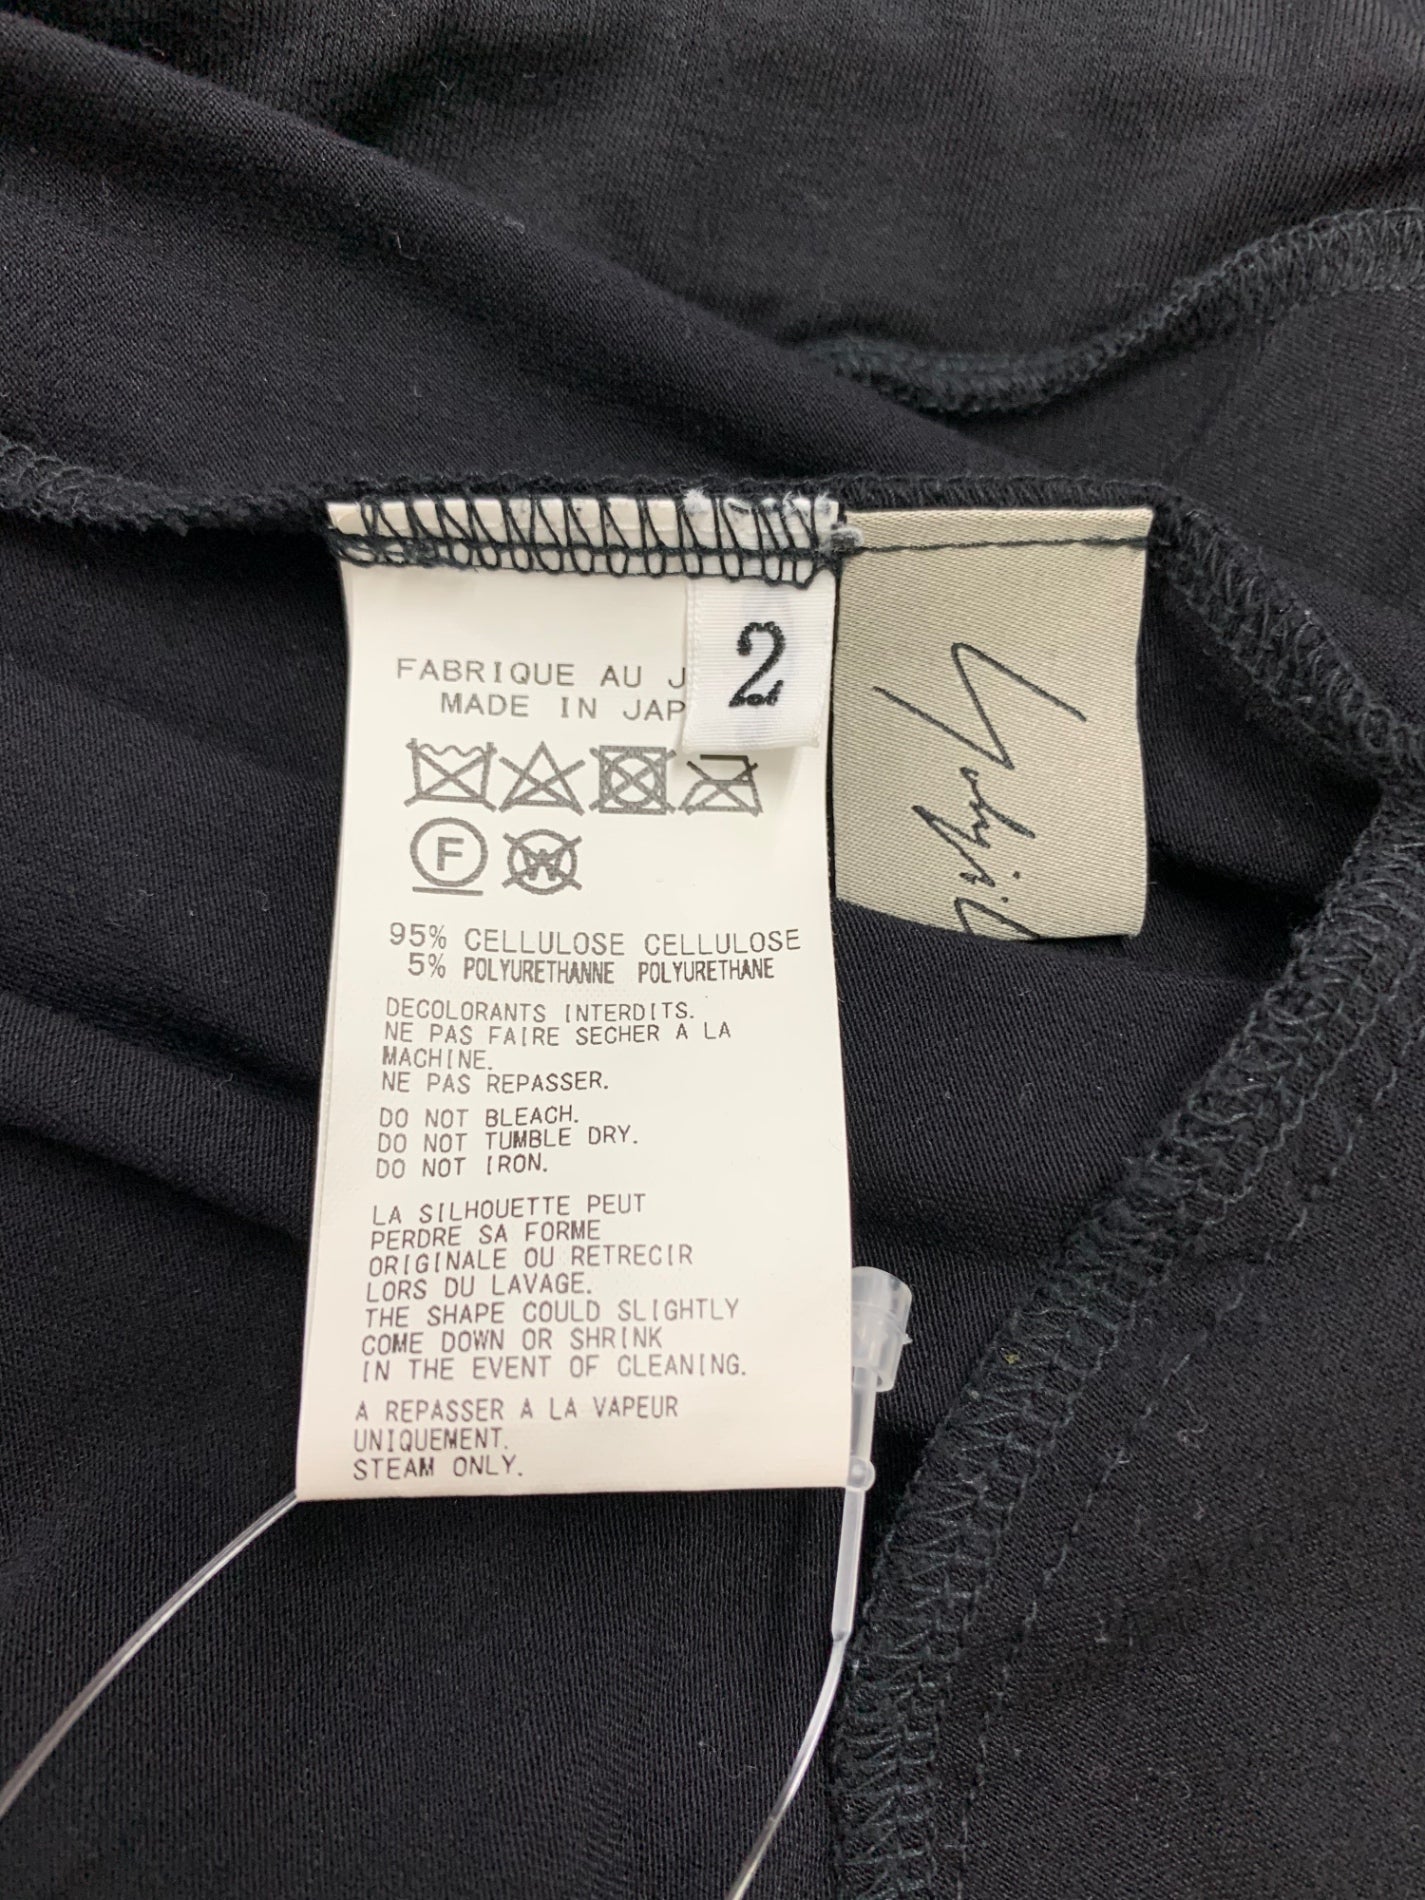 FABRIQUE AU J
MADE IN JAP
2
F
W
95% CELLULOSE CELLULOSE
5% POLYURETHANNE POLYURETHANE
DECOLORANTS INTERDITS.
NE PAS FAIRE SECHER A LA
MACHINE.
NE PAS REPASSER.
DO NOT BLEACH.
DO NOT TUMBLE DRY.
DO NOT IRON.
LA SILHOUETTE PEUT
PERDRE SA FORME
ORIGINALE OU RETRECIR
LORS DU LAVAGE.
THE SHAPE COULD SLIGHTLY
COME DOWN OR SHRINK
IN THE EVENT OF CLEANING.
A REPASSER A LA VAPEUR
UNIQUEMENT.
STEAM ONLY.